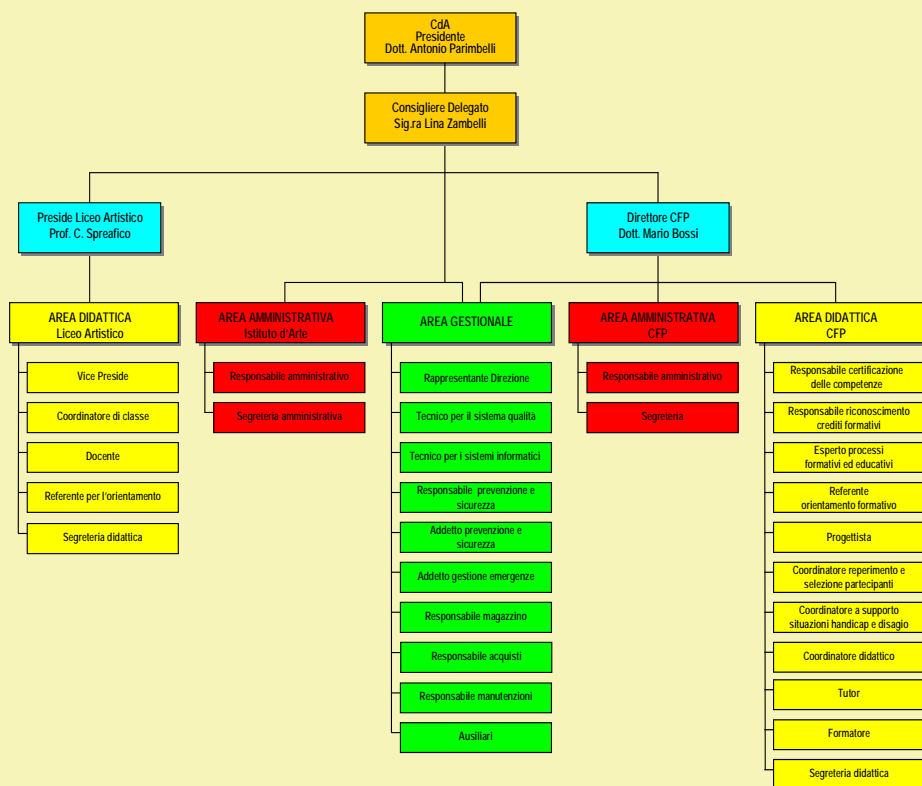 CdA
Presidente
Dott. Antonio Parimbelli
Consigliere Delegato
Sig.ra Lina Zambelli
Preside Liceo Artistico
Prof. C. Spreafico
Direttore CFP
Dott. Mario Bossi
AREA DIDATTICA
Liceo Artistico
Vice Preside
Coordinatore di classe
Docente
Referente per l'orientamento
Segreteria didattica
AREA AMMINISTRATIVA
Istituto d'Arte
Responsabile amministrativo
Segreteria amministrativa
AREA GESTIONALE
Rappresentante Direzione
Tecnico per il sistema qualità
Tecnico per i sistemi informatici
Responsabile prevenzione e
sicurezza
Addetto prevenzione e
sicurezza
Addetto gestione emergenze
Responsabile magazzino
Responsabile acquisti
Responsabile manutenzioni
Ausiliari
AREA AMMINISTRATIVA
CFP
Responsabile amministrativo
Segreteria
AREA DIDATTICA
CFP
Responsabile certificazione
delle competenze
Responsabile riconoscimento
crediti formativi
Esperto processi
formativi ed educativi
Referente
orientamento formativo
Progettista
Coordinatore reperimento e
selezione partecipanti
Coordinatore a supporto
situazioni handicap e disagio
Coordinatore didattico
Tutor
Formatore
Segreteria didattica